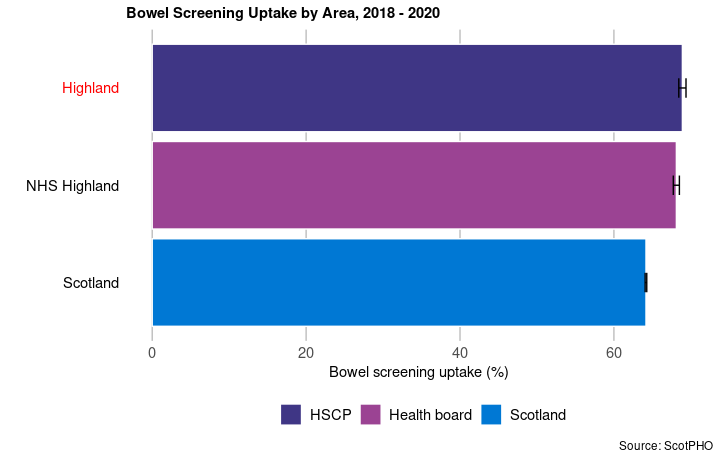 Bowel Screening Uptake by Area, 2018 - 2020
Highland
NHS Highland
Scotland
0 20 40 60
Bowel screening uptake (%)
HSCP Health board Scotland
Source: ScotPHO